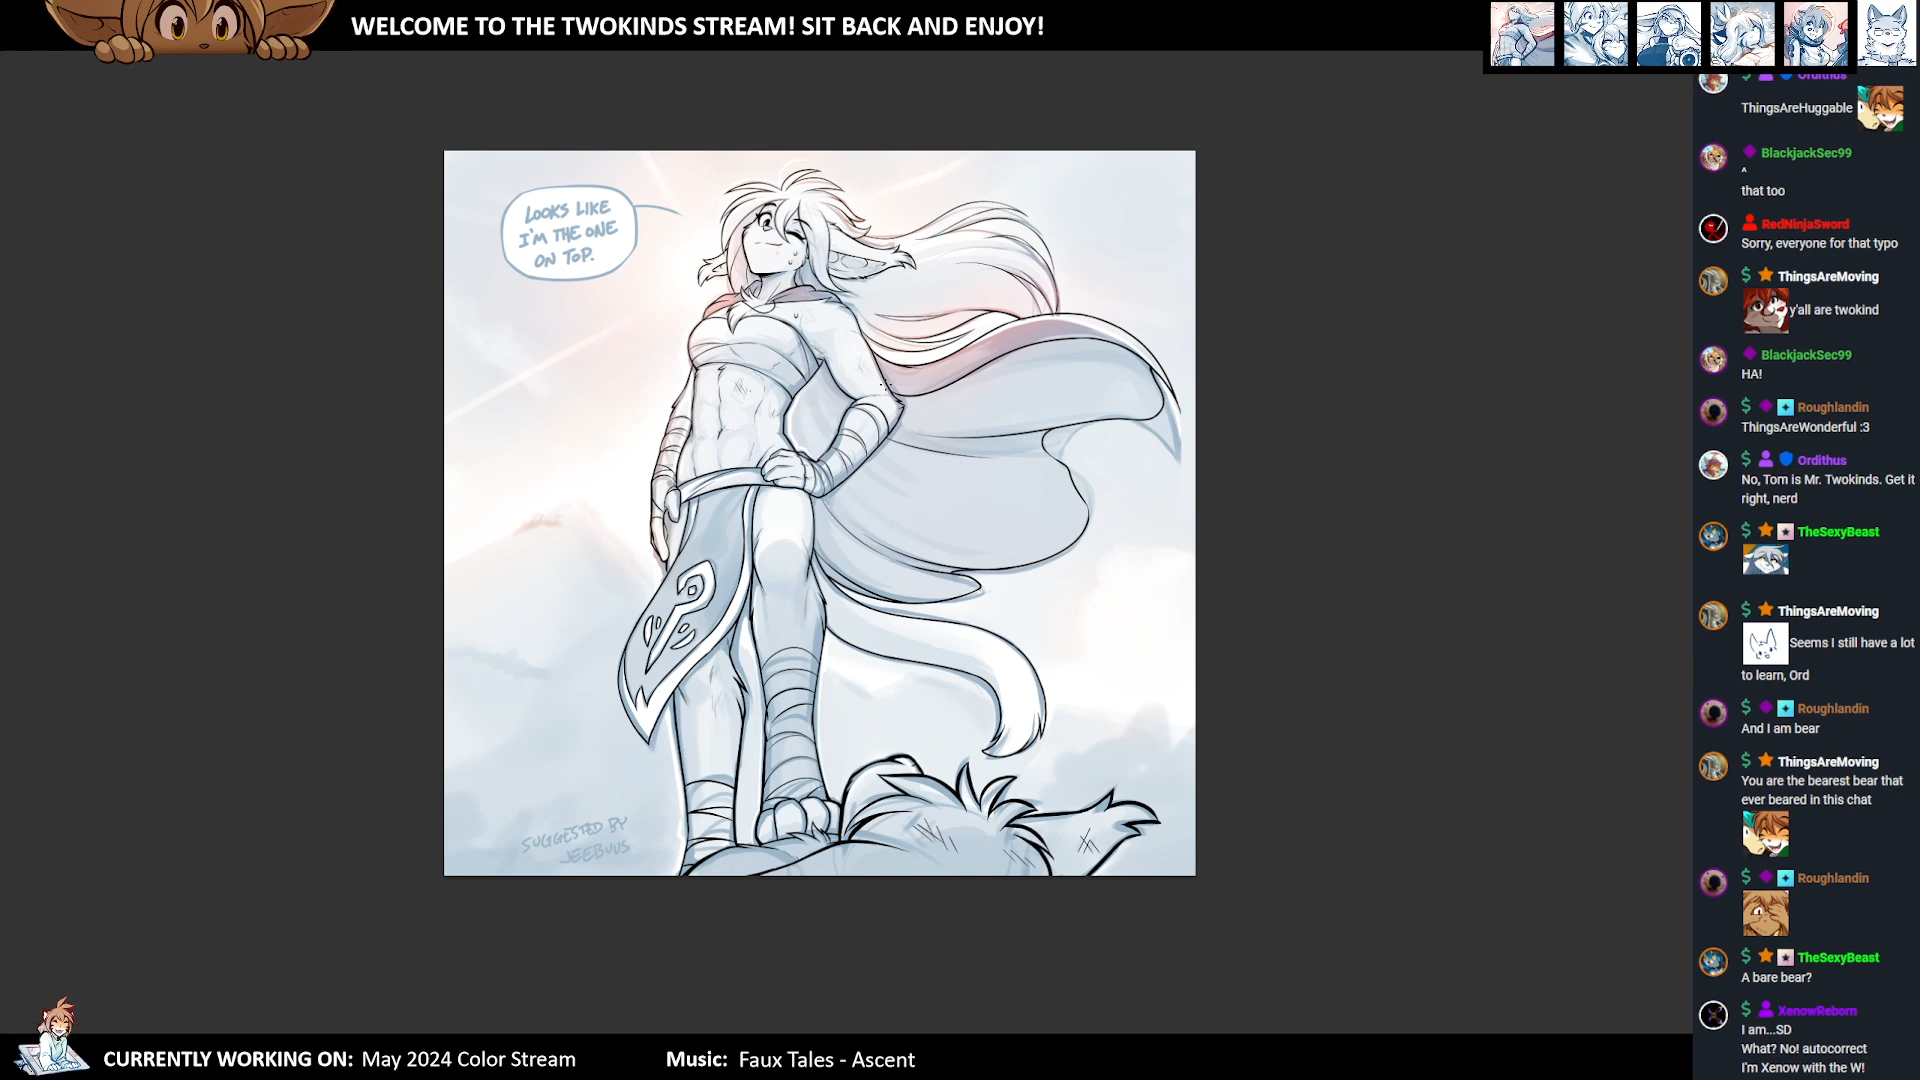 WELCOME TO THE TWOKINDS STREAM! SIT BACK AND ENJOY!
LOOKS LIKE
I'M THE ONE
ON TOP.
SUGGESTED BY
JEEBUUS
Ordithus
ThingsAreHuggable
BlackjackSec99
^
that too
RedNinjaSword
Sorry, everyone for that typo
ThingsAreMoving
y'all are twokind
BlackjackSec99
HA!
Roughlandin
ThingsAreWonderful :3
Ordithus
No, Tom is Mr. Twokinds. Get it
right, nerd
TheSexyBeast
ThingsAreMoving
Seems I still have a lot
to learn, Ord
Roughlandin
And I am bear
ThingsAreMoving
You are the bearest bear that
ever beared in this chat
Roughlandin
TheSexyBeast
A bare bear?
XenowReborn
I am...SD
What? No! autocorrect
I'm Xenow with the W!
CURRENTLY WORKING ON: May 2024 Color Stream
Music: Faux Tales - Ascent